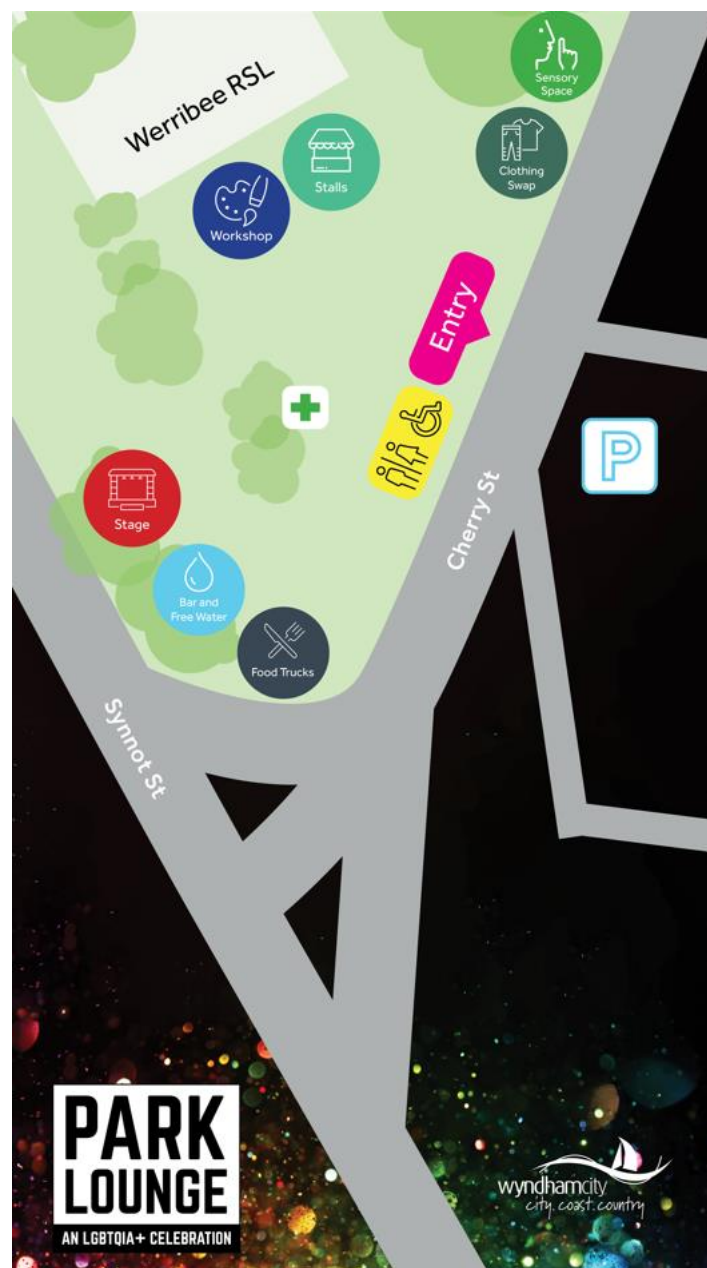 Werribee RSL
Sensory
Space
Stalls
Clothing
Swap
Workshop
Entry
P
Cherry St
Stage
Bar and
Free Water
Food Trucks
Synnot St
PARK
LOUNGE
AN LGBTQIA+ CELEBRATION
wyndhamcity
city. coast. country